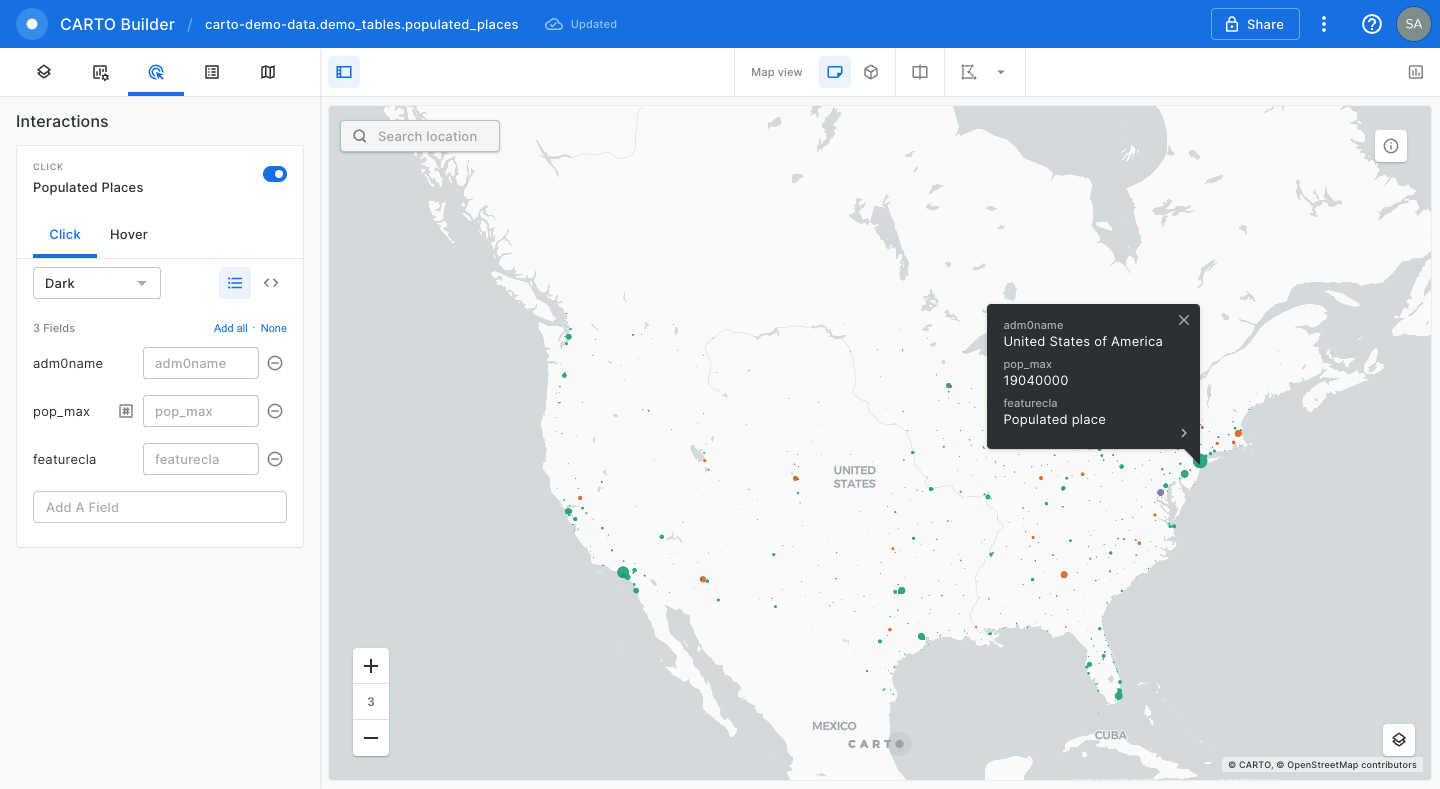 CARTO Builder / carto-demo-data.demo_tables.populated_places Updated Share SA
Map view
Interactions
CLICK
Populated Places
Click Hover
Dark
3 Fields Add all · None
adm0name adm0name
pop_max # pop_max
featurecla featurecla
Add A Field
Search location
adm0name
United States of America
pop_max
19040000
featurecla
Populated place
UNITED
STATES
3
MEXICO
CARTO
CUBA
© CARTO, © OpenStreetMap contributors